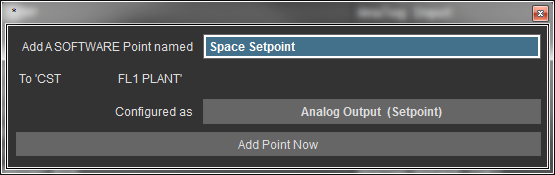 *
Add A SOFTWARE Point named Space Setpoint
To 'CST FL1 PLANT'
Configured as Analog Output (Setpoint)
Add Point Now